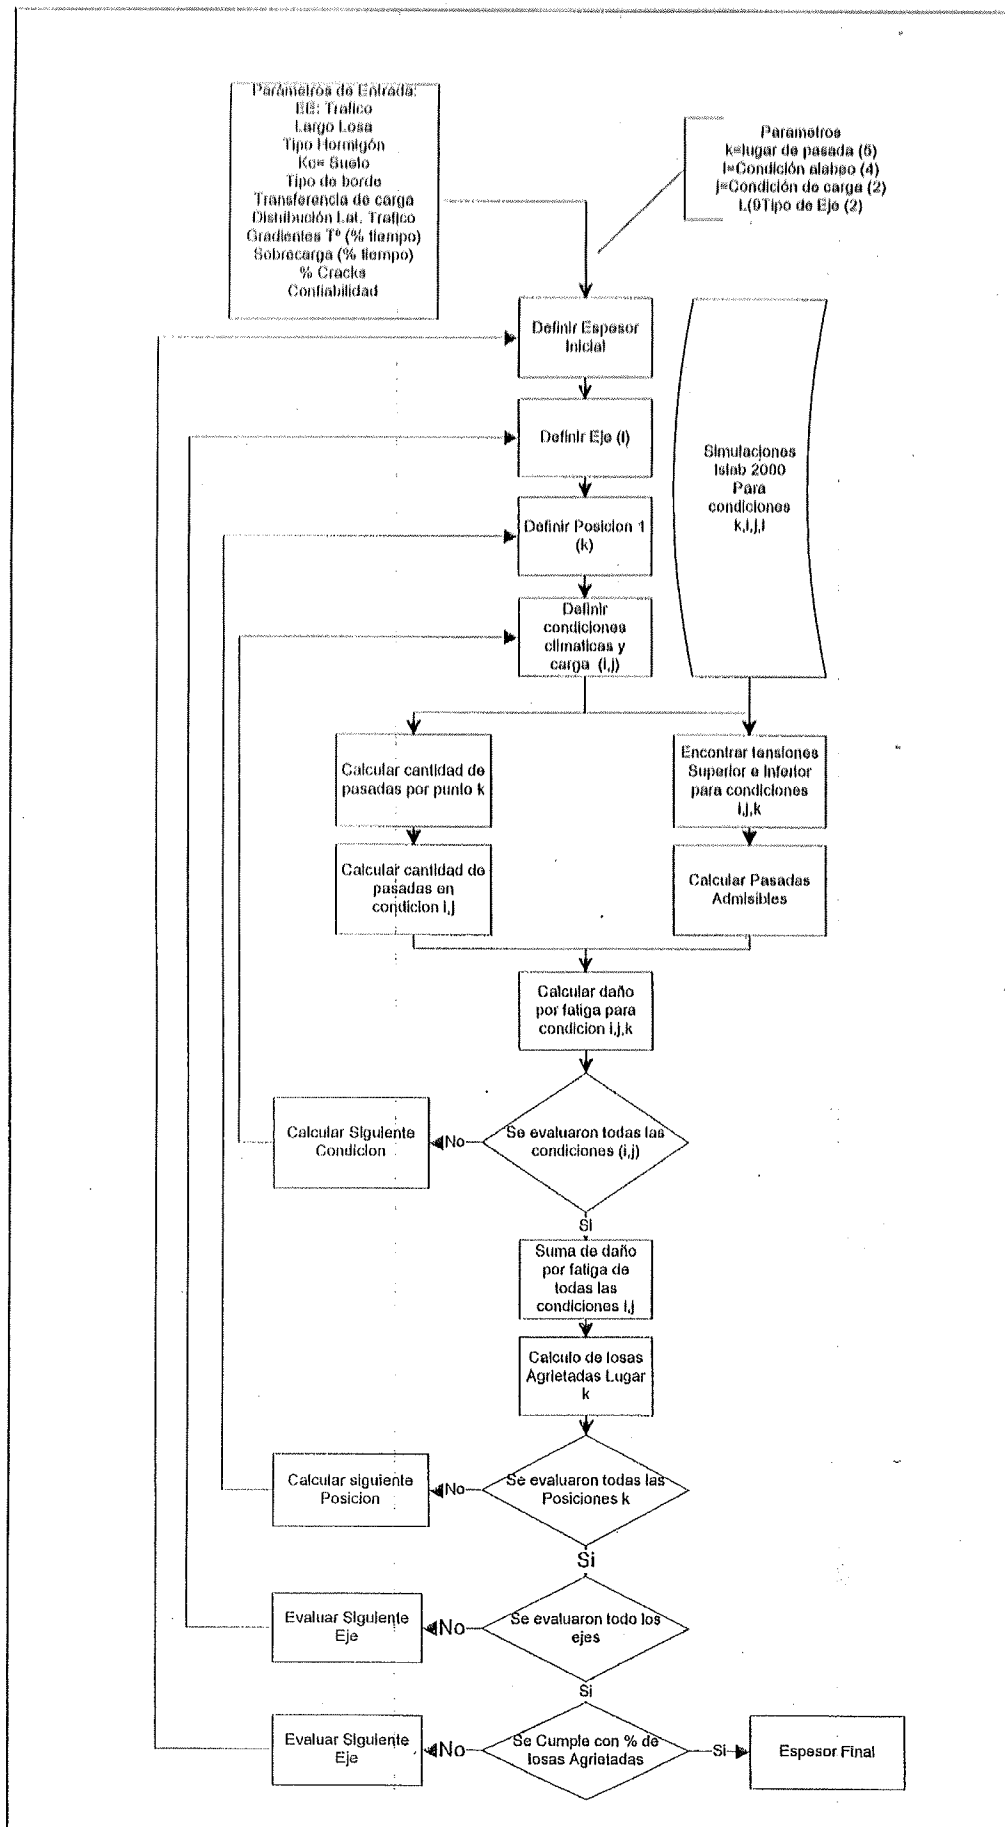 Parámetros de Entrada:
EE: Trafico
Largo Losa
Tipo Hormigón
Kc= Suelo
Tipo de borde
Transferencia de carga
Distribución Lat. Trafico
Gradientes Tº (% tiempo)
Sobrecarga (% tiempo)
% Cracks
Confiabilidad
Parametros
k=lugar de pasada (5)
i=Condición alabeo (4)
j=Condición de carga (2)
L(9Tipo de Eje (2)
Definir Espesor
Inicial
Definir Eje (l)
Definir Posicion 1
(k)
Definir
condiciones
climaticas y
carga (i,j)
Simulaciones
Islab 2000
Para
condiciones
k,i,j,l
Calcular cantidad de
pasadas por punto k
Encontrar tensiones
Superior e Inferior
para condiciones
i,j,k
Calcular cantidad de
pasadas en
condicion i,j
Calcular Pasadas
Admisibles
Calcular daño
por fatiga para
condicion i,j,k
Calcular Siguiente
Condicion
No
Se evaluaron todas las
condiciones (i,j)
Si
Suma de daño
por fatiga de
todas las
condiciones i,j
Calculo de losas
Agrietadas Lugar
k
Calcular siguiente
Posicion
No
Se evaluaron todas las
Posiciones k
Si
Evaluar Siguiente
Eje
No
Se evaluaron todo los
ejes
Si
Evaluar Siguiente
Eje
No
Se Cumple con % de
losas Agrietadas
Si
Espesor Final